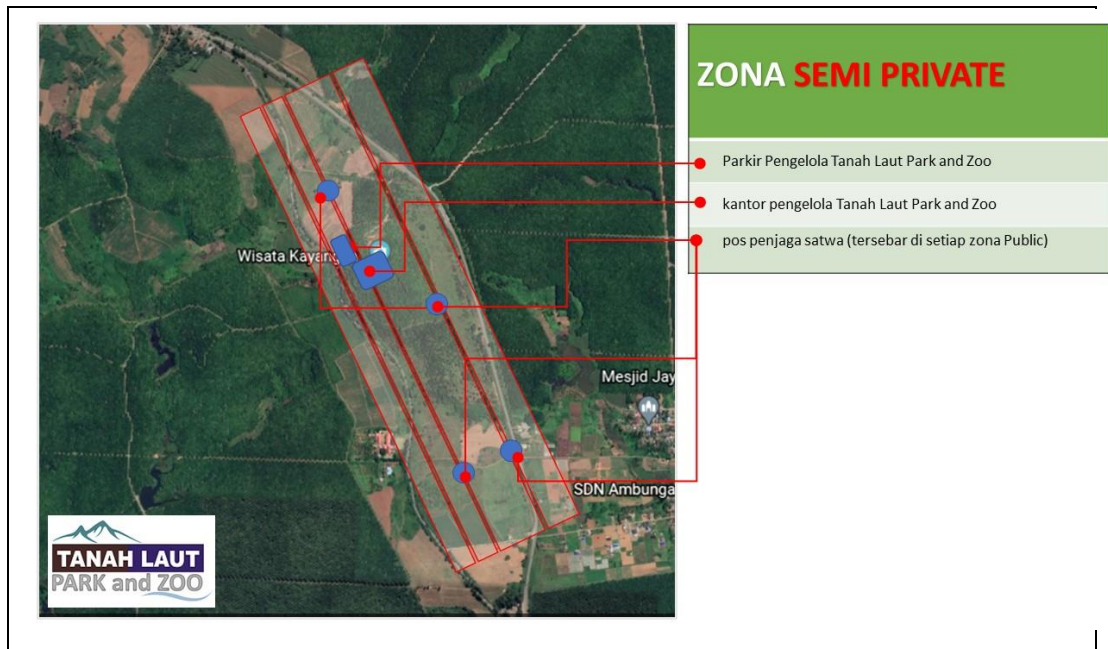 ZONA SEMI PRIVATE
Parkir Pengelola Tanah Laut Park and Zoo
kantor pengelola Tanah Laut Park and Zoo
pos penjaga satwa (tersebar di setiap zona Public)
Wisata Kayang
Mesjid Jay
SDN Ambunga
TANAH LAUT
PARK and ZOO